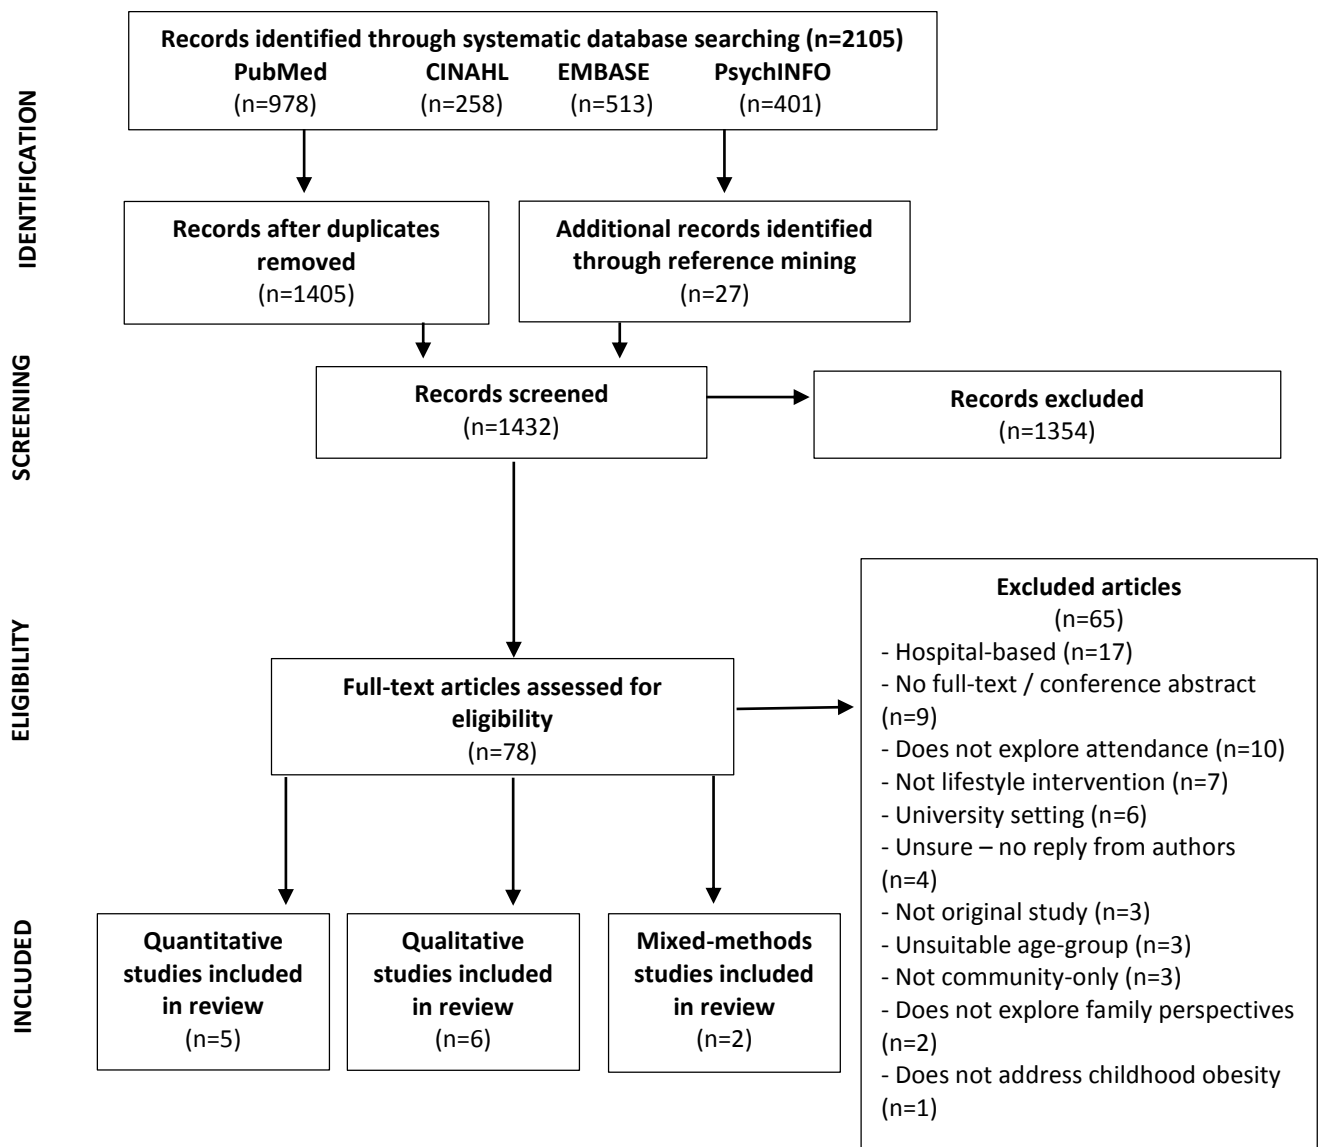 Records identified through systematic database searching (n=2105)
PubMed CINAHL EMBASE PsychINFO
(n=978) (n=258) (n=513) (n=401)
IDENTIFICATION
Records after duplicates
removed
(n=1405)
Additional records identified
through reference mining
(n=27)
SCREENING
Records screened
(n=1432)
Records excluded
(n=1354)
ELIGIBILITY
Full-text articles assessed for
eligibility
(n=78)
Excluded articles
(n=65)
- Hospital-based (n=17)
- No full-text / conference abstract
(n=9)
- Does not explore attendance (n=10)
- Not lifestyle intervention (n=7)
- University setting (n=6)
- Unsure – no reply from authors
(n=4)
- Not original study (n=3)
- Unsuitable age-group (n=3)
- Not community-only (n=3)
- Does not explore family perspectives
(n=2)
- Does not address childhood obesity
(n=1)
INCLUDED
Quantitative
studies included
in review
(n=5)
Qualitative
studies included
in review
(n=6)
Mixed-methods
studies included
in review
(n=2)